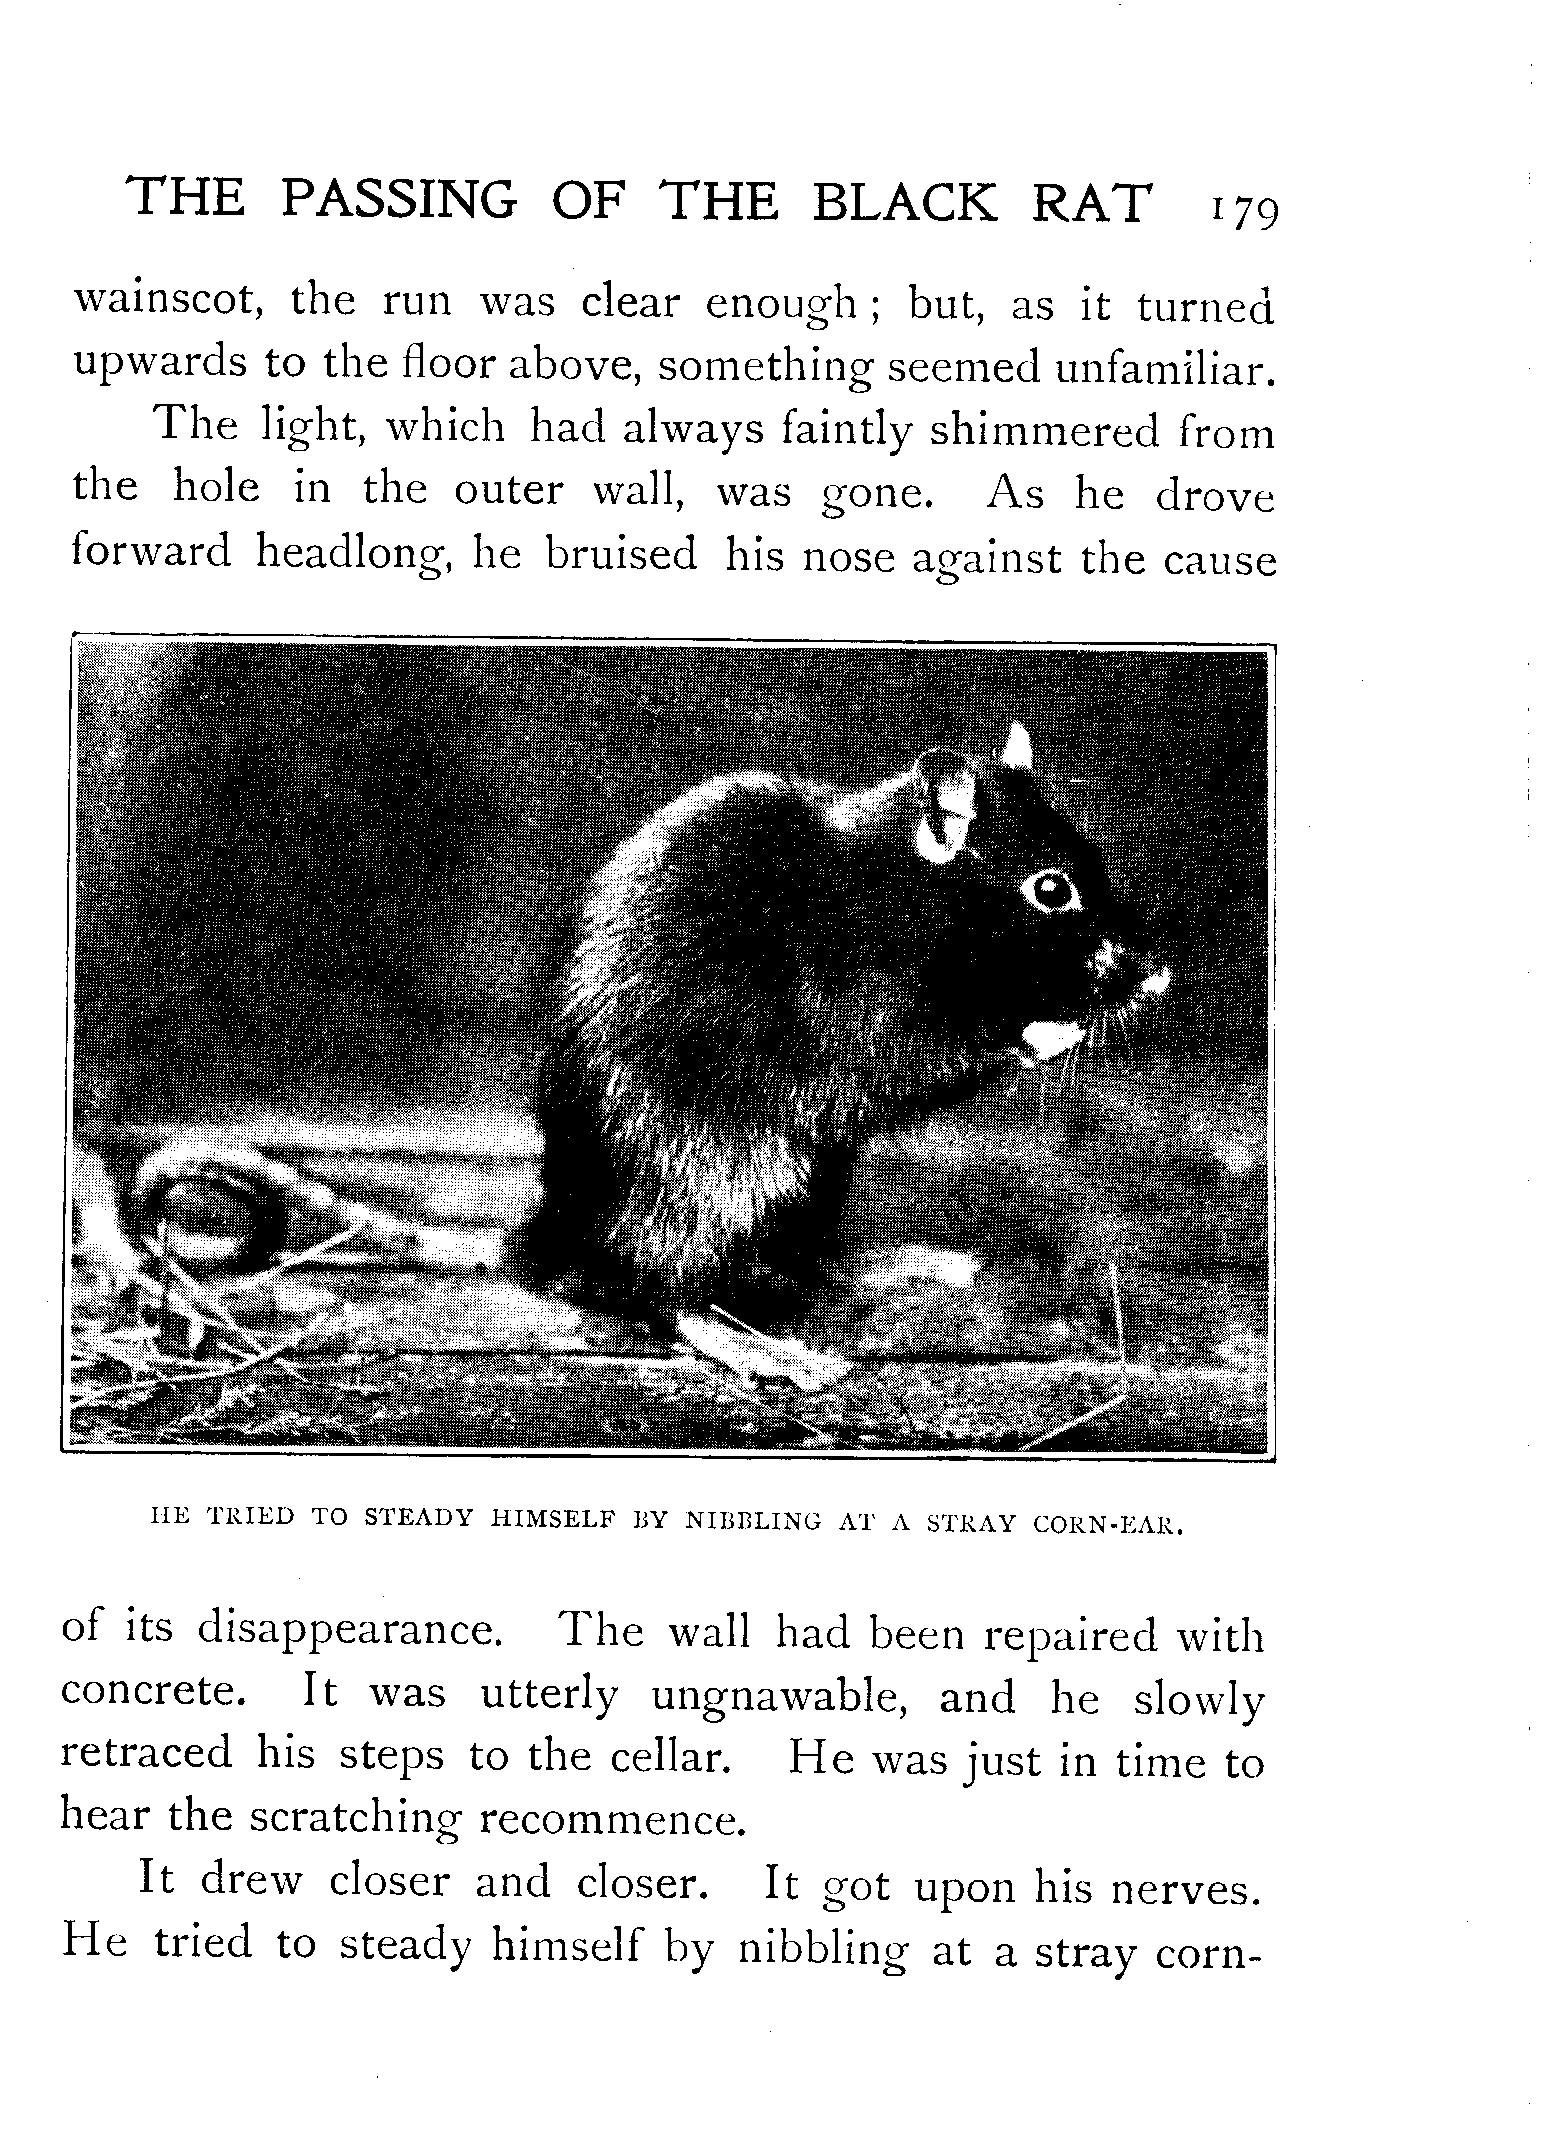 THE PASSING OF THE BLACK RAT 179
wainscot, the run was clear enough; but, as it turned
upwards to the floor above, something seemed unfamiliar.
The light, which had always faintly shimmered from
the hole in the outer wall, was gone. As he drove
forward headlong, he bruised his nose against the cause
HE TRIED TO STEADY HIMSELF BY NIBBLING AT A STRAY CORN-EAR.
of its disappearance. The wall had been repaired with
concrete. It was utterly ungnawable, and he slowly
retraced his steps to the cellar. He was just in time to
hear the scratching recommence.
It drew closer and closer. It got upon his nerves.
He tried to steady himself by nibbling at a stray corn-